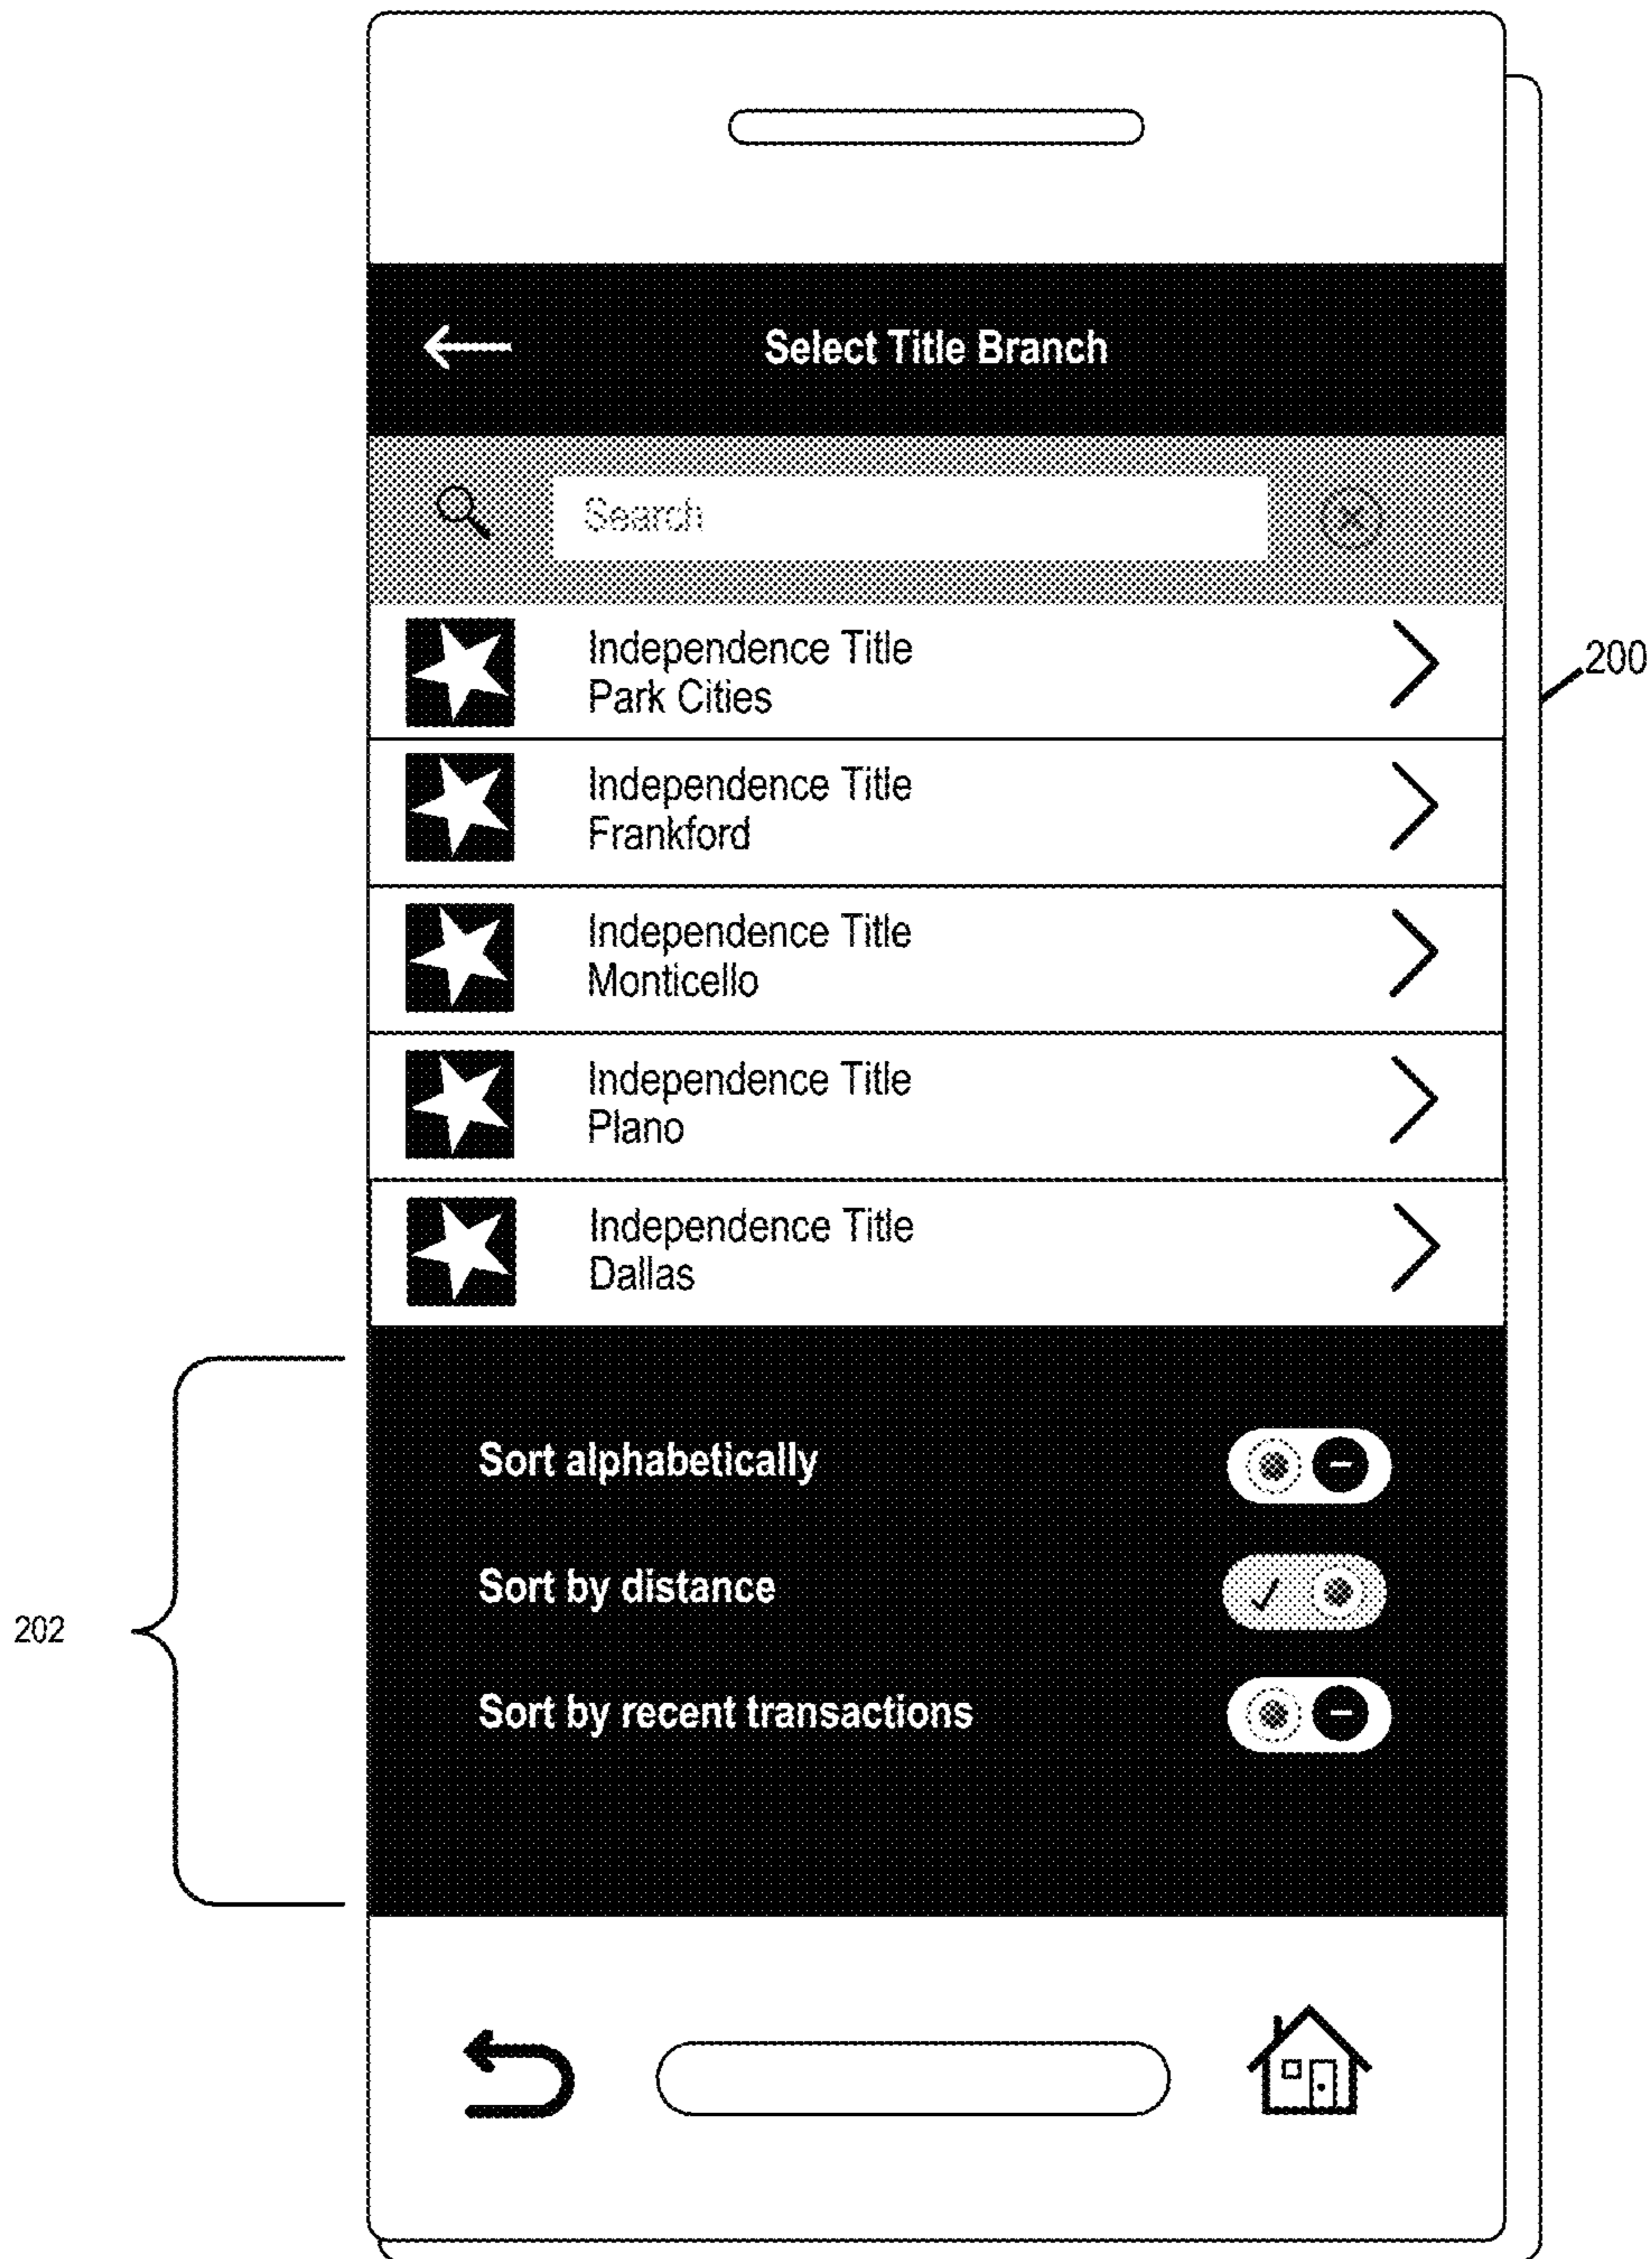 Select Title Branch
Search
Independence Title
Park Cities
200
Independence Title
Frankford
Independence Title
Monticello
Independence Title
Plano
Independence Title
Dallas
Sort alphabetically
Sort by distance
202
Sort by recent transactions